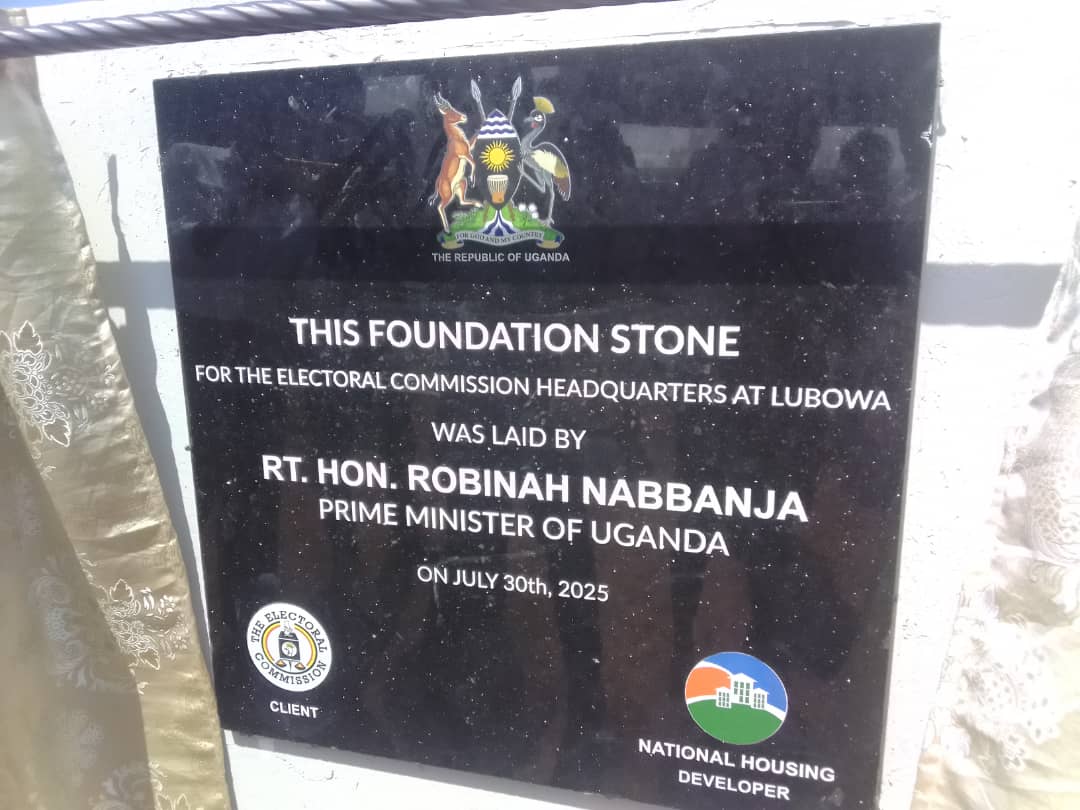 FOR GOD AND MY COUNTRY
THE REPUBLIC OF UGANDA
THIS FOUNDATION STONE
FOR THE ELECTORAL COMMISSION HEADQUARTERS AT LUBOWA
WAS LAID BY
RT. HON. ROBINAH NABBANJA
PRIME MINISTER OF UGANDA
ON JULY 30th, 2025
THE ELECTORAL COMMISSION
CLIENT
NATIONAL HOUSING
DEVELOPER